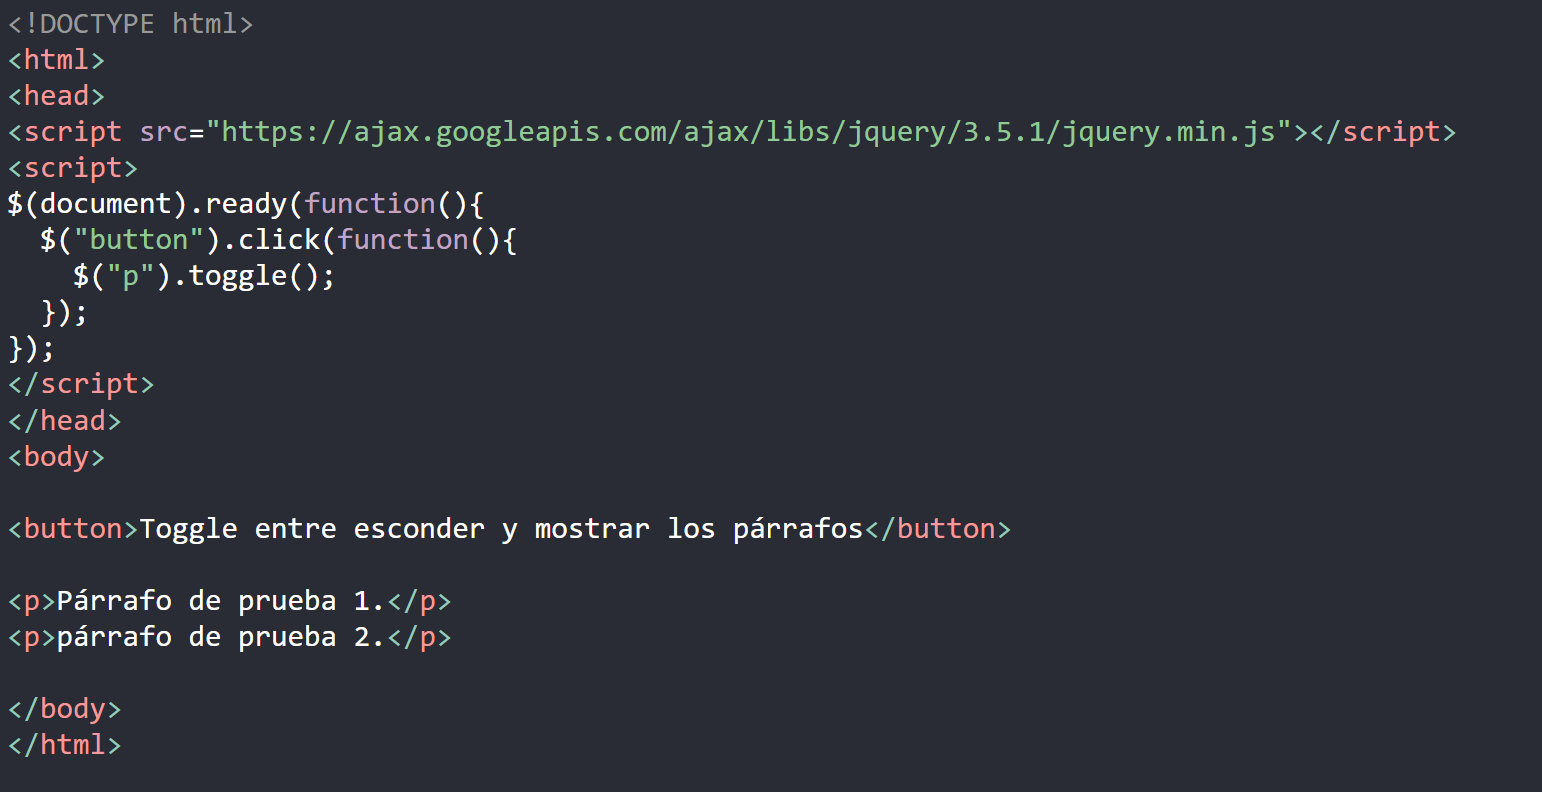 <!DOCTYPE html>
<html>
<head>
<script src="https://ajax.googleapis.com/ajax/libs/jquery/3.5.1/jquery.min.js"></script>
<script>
$(document).ready(function(){
  $("button").click(function(){
    $("p").toggle();
  });
});
</script>
</head>
<body>

<button>Toggle entre esconder y mostrar los párrafos</button>

<p>Párrafo de prueba 1.</p>
<p>párrafo de prueba 2.</p>

</body>
</html>